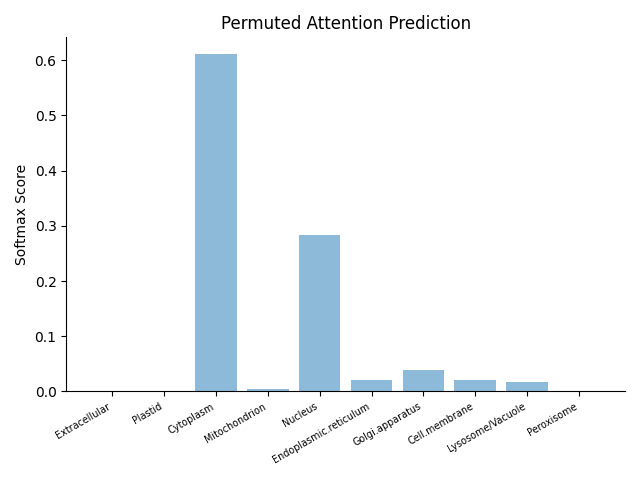 Permuted Attention Prediction
Softmax Score
0.6
0.5
0.4
0.3
0.2
0.1
0.0
Extracellular
Plastid
Cytoplasm
Mitochondrion
Nucleus
Endoplasmic.reticulum
Golgi.apparatus
Cell.membrane
Lysosome/Vacuole
Peroxisome